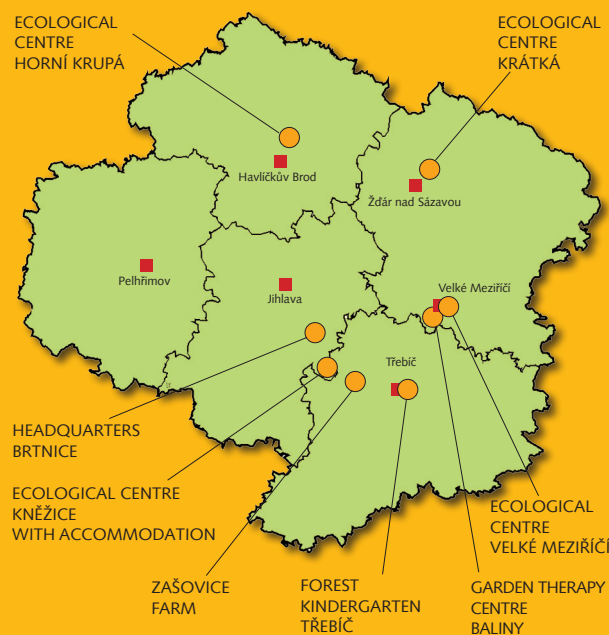 ECOLOGICAL
CENTRE
HORNÍ KRUPÁ
ECOLOGICAL
CENTRE
KRÁTKÁ
Havlíčkův Brod
Žďár nad Sázavou
Pelhřimov
Jihlava
Velké Meziříčí
Třebíč
HEADQUARTERS
BRTNICE
ECOLOGICAL CENTRE
KNĚŽICE
WITH ACCOMMODATION
ZAŠOVICE
FARM
FOREST
KINDERGARTEN
TŘEBÍČ
ECOLOGICAL
CENTRE
VELKÉ MEZIŘÍČÍ
GARDEN THERAPY
CENTRE
BALINY